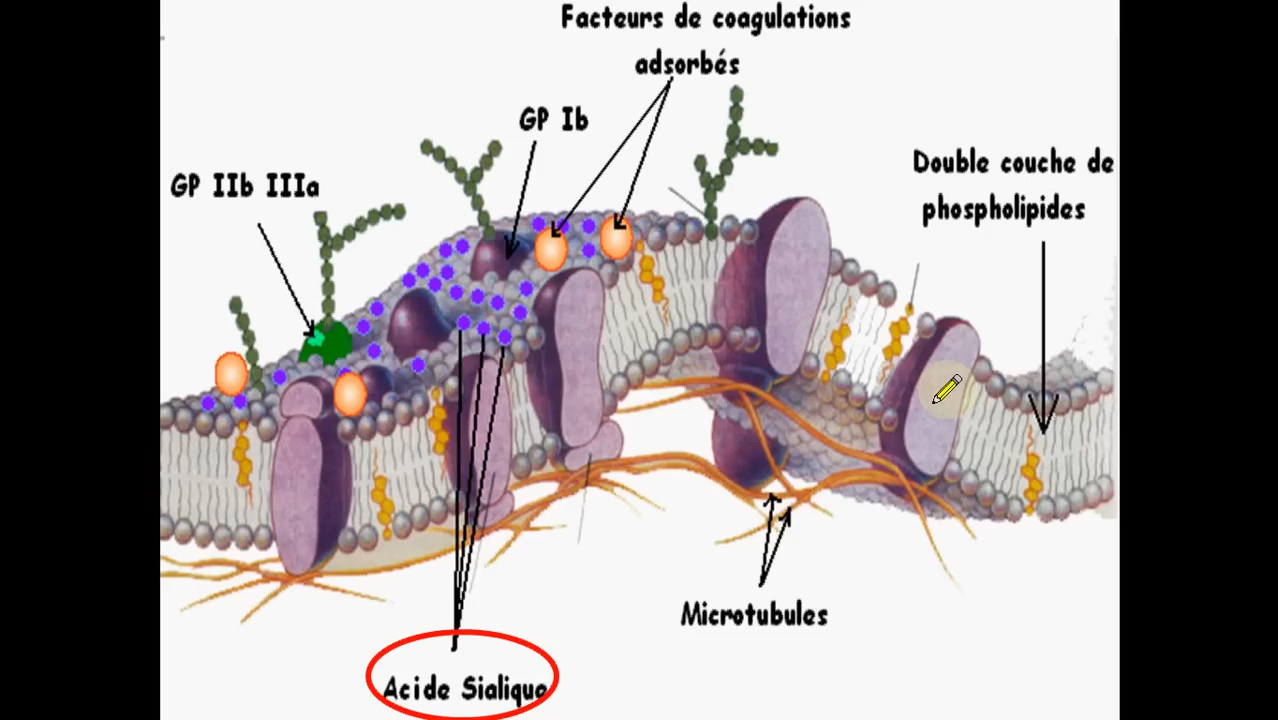 Facteurs de coagulations
adsorbés
GP Ib
GP IIb IIIa
Double couche de
phospholipides
Microtubules
Acide Sialique